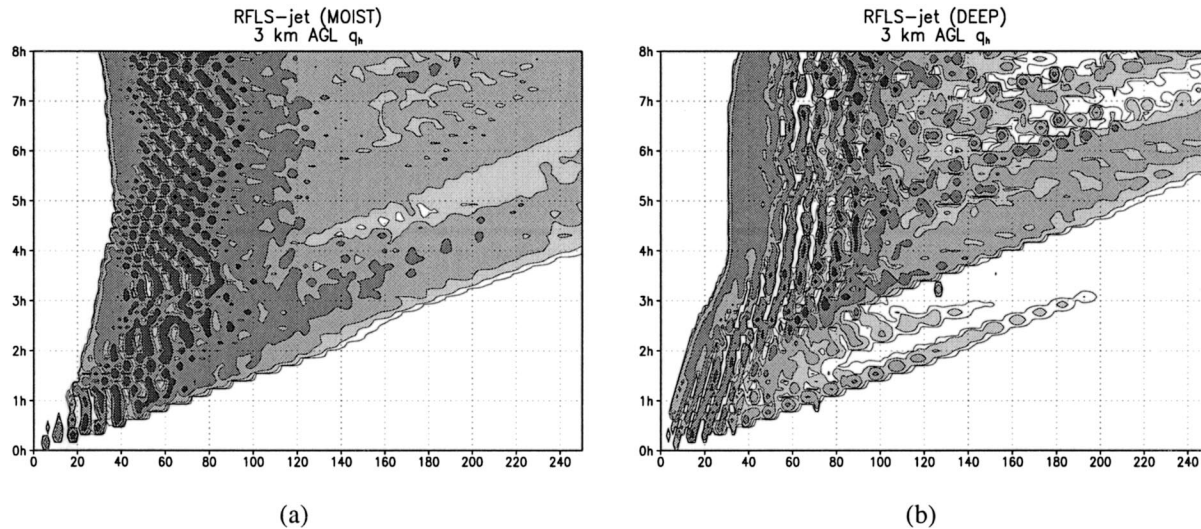 RFLS-jet (MOIST)
3 km AGL qₕ
8h
7h
6h
5h
4h
3h
2h
1h
0h
0 20 40 60 80 100 120 140 160 180 200 220 240
(a)
RFLS-jet (DEEP)
3 km AGL qₕ
8h
7h
6h
5h
4h
3h
2h
1h
0h
0 20 40 60 80 100 120 140 160 180 200 220 240
(b)